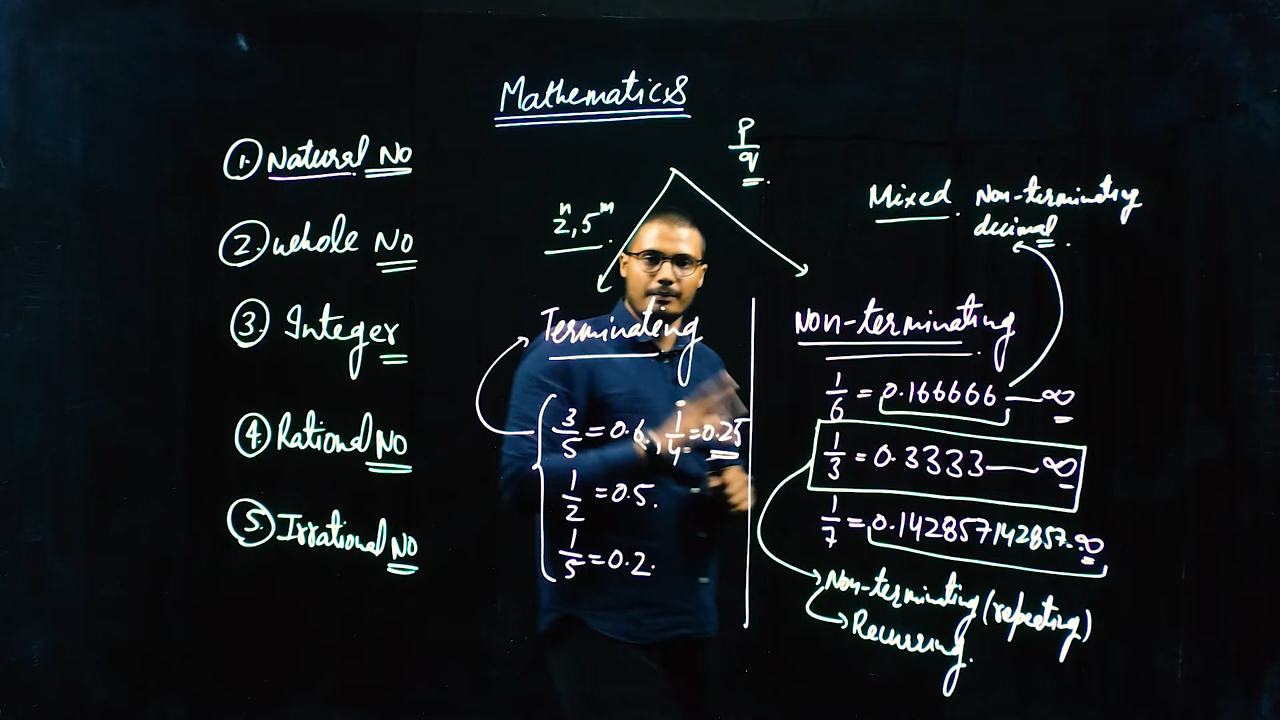 Mathematics
① Natural No
② Whole No
③ Integer
④ Rational No
⑤ Irrational No
p/q
2ⁿ, 5ᵐ
Terminateng
3/5 = 0.6, 1/4 = 0.25
1/2 = 0.5.
1/5 = 0.2.
Mixed. Non-terminating
decimal.
Non-terminating
1/6 = 0.166666 — ∞
1/3 = 0.3333 — ∞
1/7 = 0.142857142857-∞
Non-terminating (repeating)
Recurring.